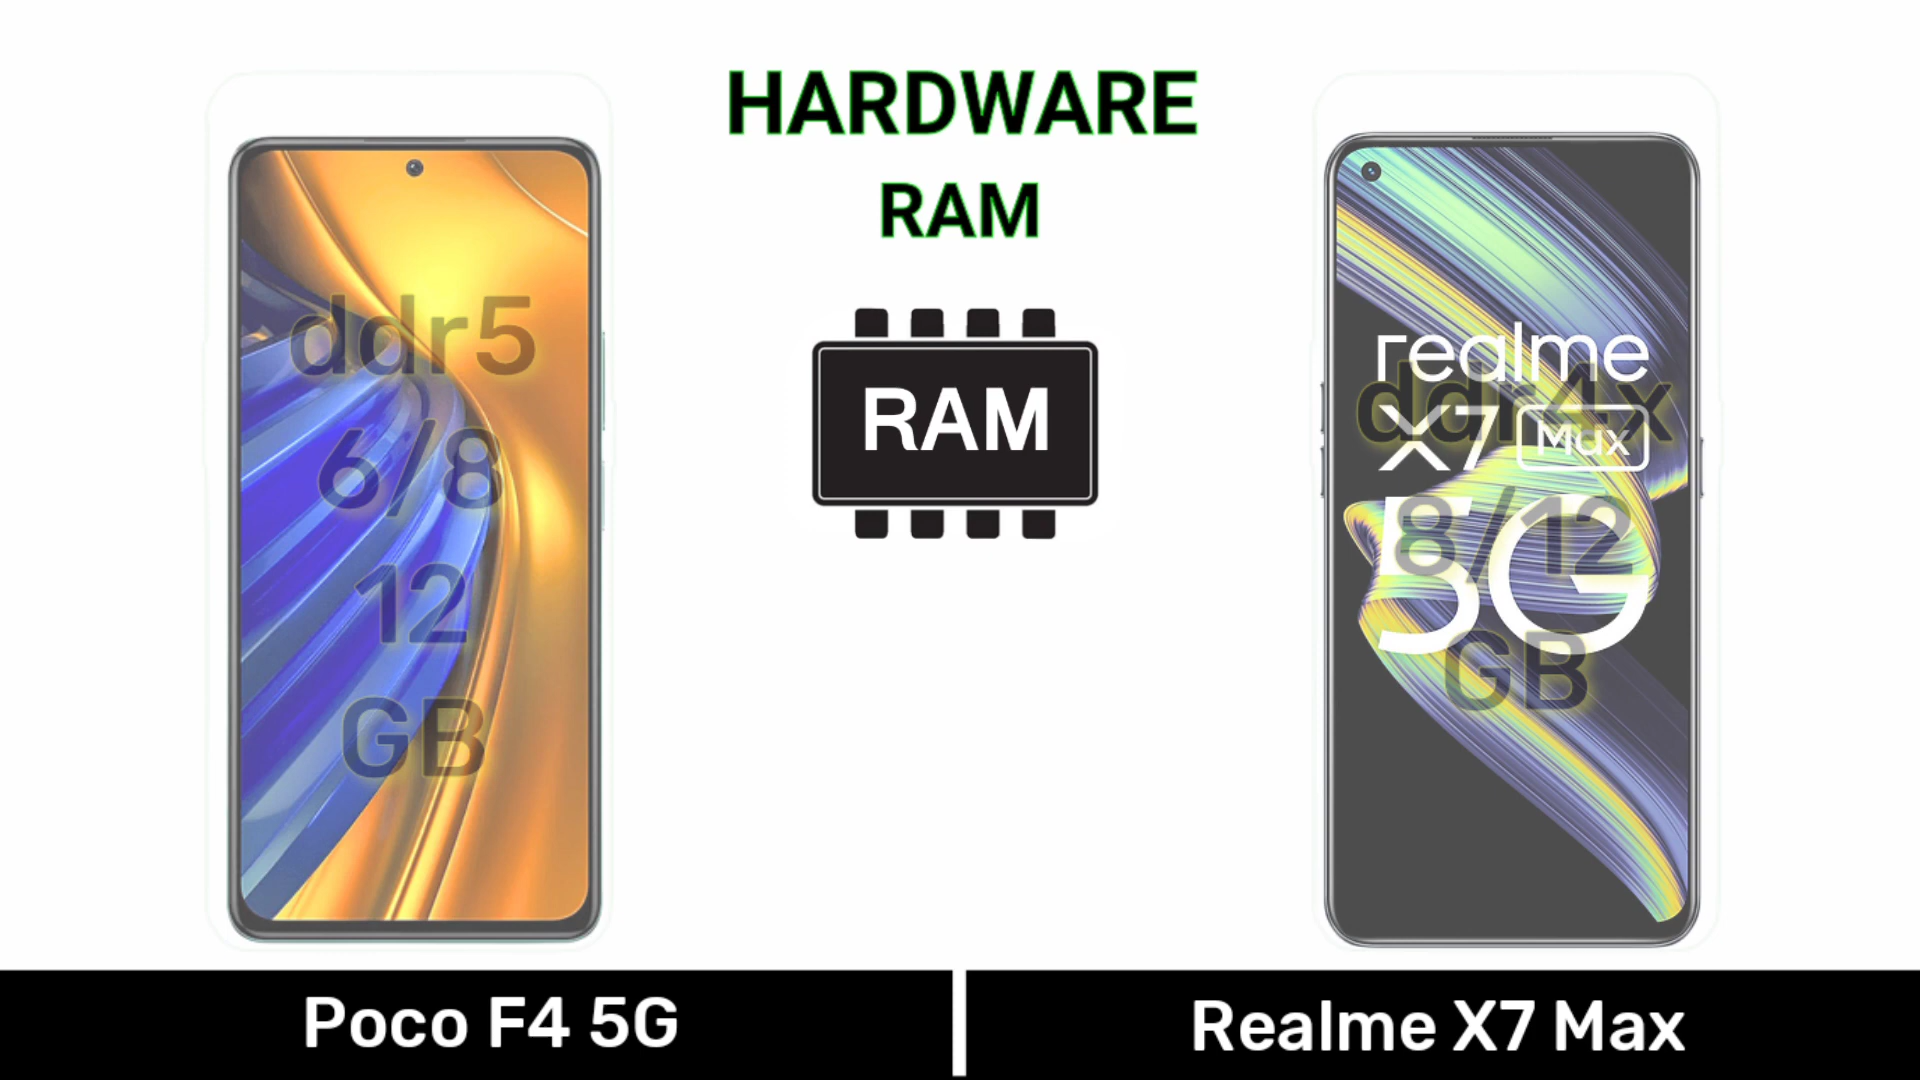 HARDWARE
RAM
RAM
ddr5
6/8
12
GB
realme
ddr4x
X7 Max
8/12
5G
GB
Poco F4 5G
Realme X7 Max